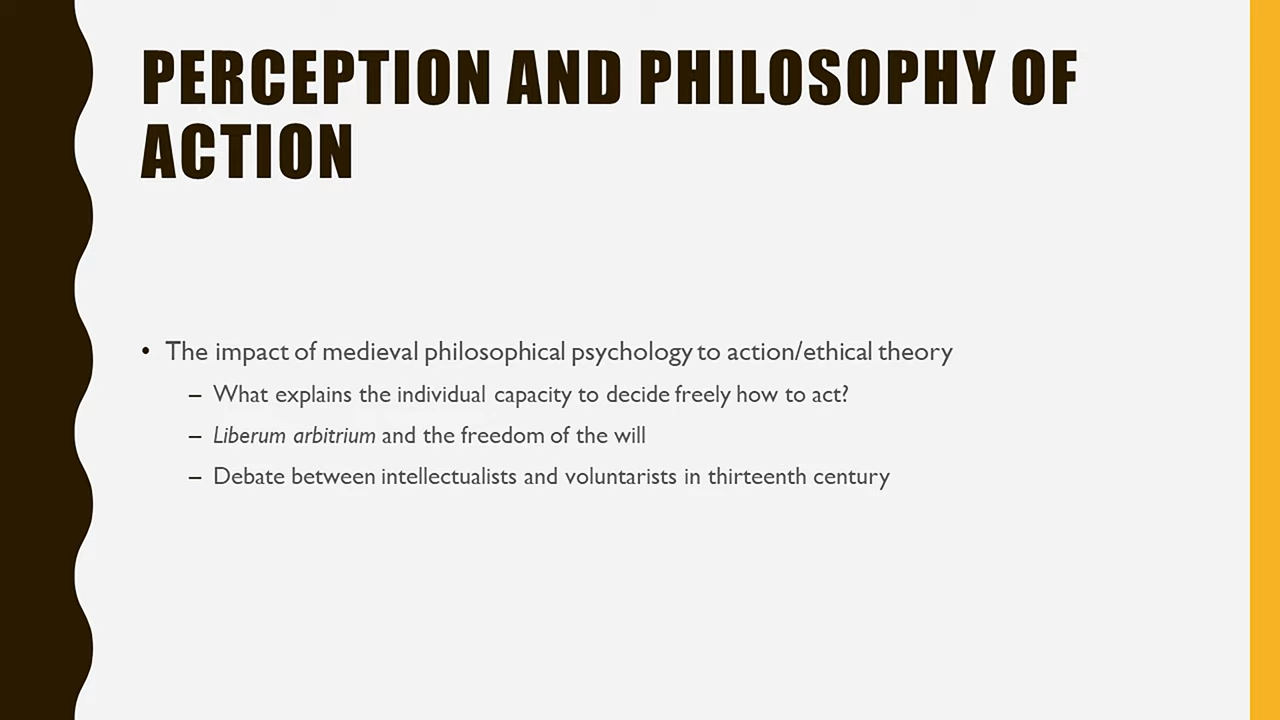 PERCEPTION AND PHILOSOPHY OF
ACTION
• The impact of medieval philosophical psychology to action/ethical theory
– What explains the individual capacity to decide freely how to act?
– Liberum arbitrium and the freedom of the will
– Debate between intellectualists and voluntarists in thirteenth century